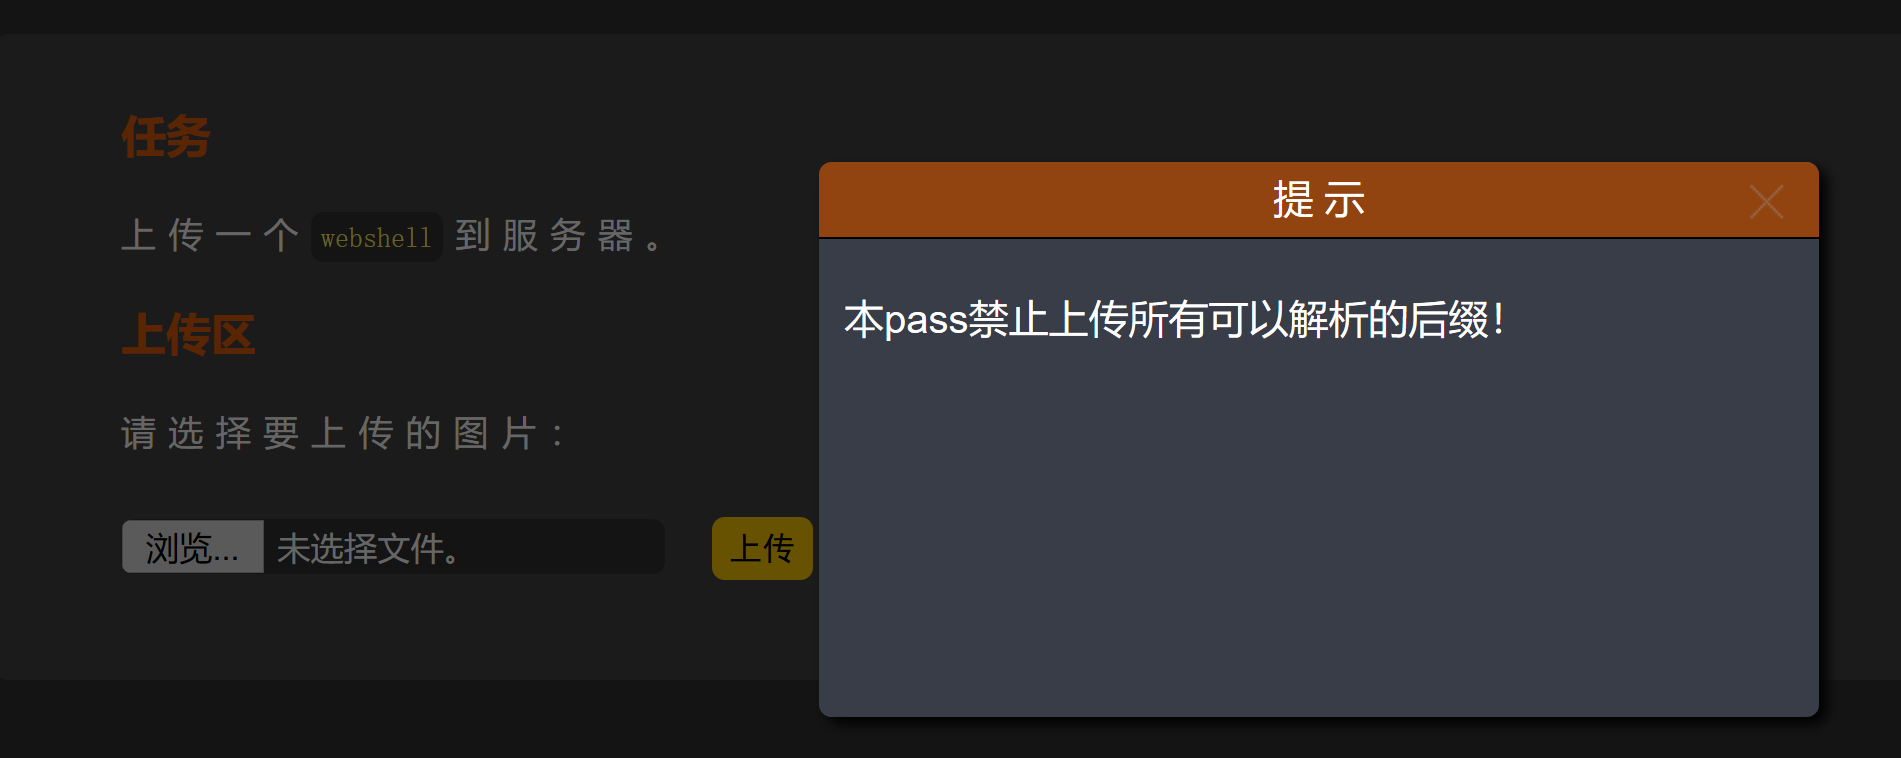 任务
上传一个 webshell 到服务器。
上传区
请选择要上传的图片：
浏览... 未选择文件。 上传
提示
本pass禁止上传所有可以解析的后缀！